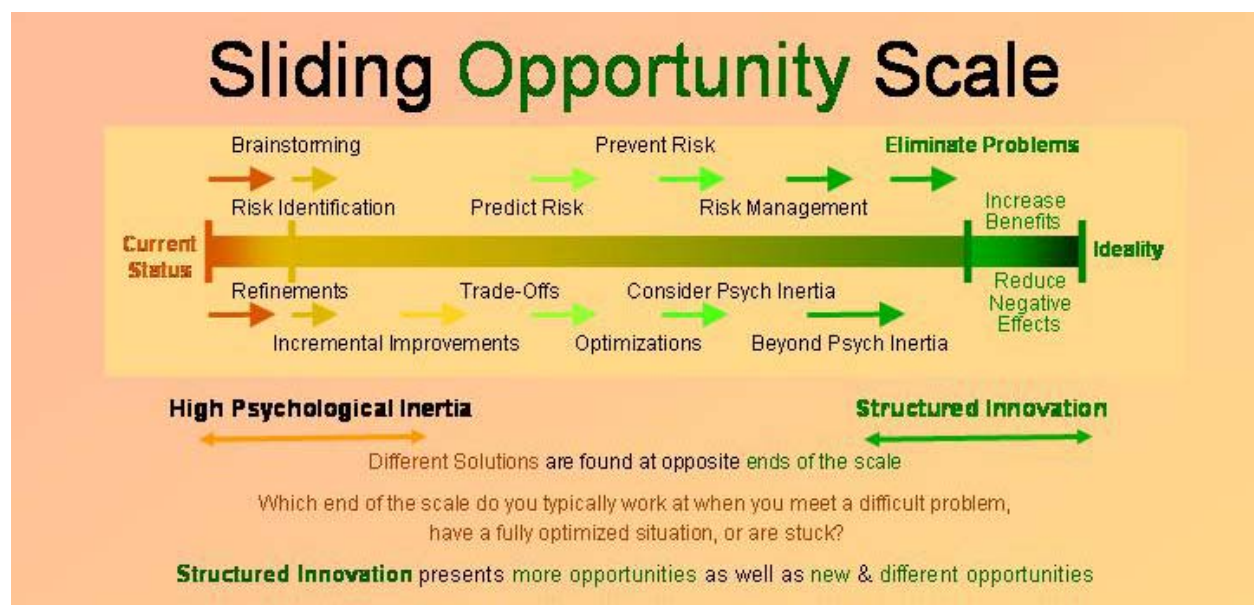 Sliding Opportunity Scale
Brainstorming
Prevent Risk
Eliminate Problems
Risk Identification
Predict Risk
Risk Management
Increase
Benefits
Current
Status
Ideality
Refinements
Trade-Offs
Consider Psych Inertia
Reduce
Negative
Effects
Incremental Improvements
Optimizations
Beyond Psych Inertia
High Psychological Inertia
Structured Innovation
Different Solutions are found at opposite ends of the scale
Which end of the scale do you typically work at when you meet a difficult problem,
have a fully optimized situation, or are stuck?
Structured Innovation presents more opportunities as well as new & different opportunities